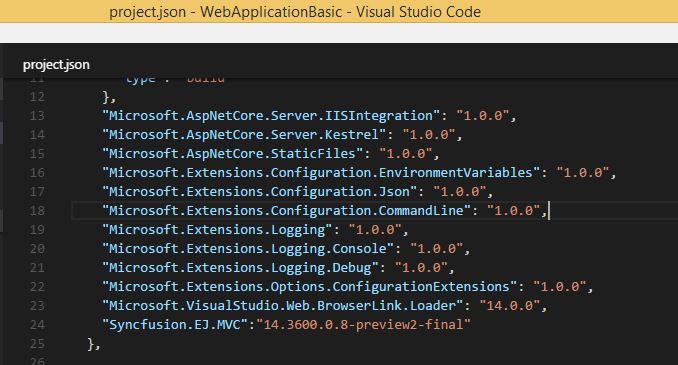 project.json - WebApplicationBasic - Visual Studio Code
project.json
11 "type": "build"
12 },
13 "Microsoft.AspNetCore.Server.IISIntegration": "1.0.0",
14 "Microsoft.AspNetCore.Server.Kestrel": "1.0.0",
15 "Microsoft.AspNetCore.StaticFiles": "1.0.0",
16 "Microsoft.Extensions.Configuration.EnvironmentVariables": "1.0.0",
17 "Microsoft.Extensions.Configuration.Json": "1.0.0",
18 "Microsoft.Extensions.Configuration.CommandLine": "1.0.0",
19 "Microsoft.Extensions.Logging": "1.0.0",
20 "Microsoft.Extensions.Logging.Console": "1.0.0",
21 "Microsoft.Extensions.Logging.Debug": "1.0.0",
22 "Microsoft.Extensions.Options.ConfigurationExtensions": "1.0.0",
23 "Microsoft.VisualStudio.Web.BrowserLink.Loader": "14.0.0",
24 "Syncfusion.EJ.MVC":"14.3600.0.8-preview2-final"
25 },
26